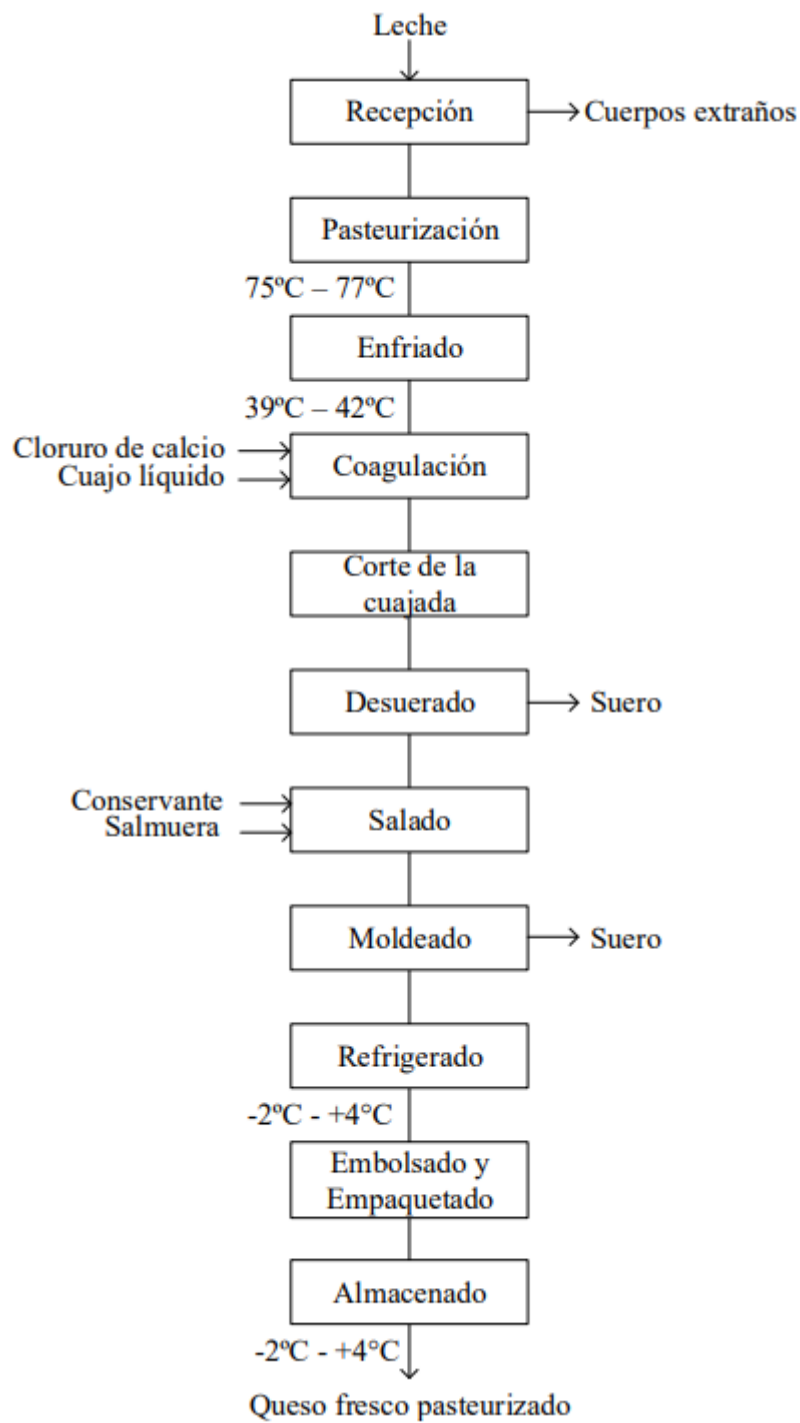 Leche
Recepción
Cuerpos extraños
Pasteurización
75ºC – 77ºC
Enfriado
39ºC – 42ºC
Cloruro de calcio
Cuajo líquido
Coagulación
Corte de la
cuajada
Desuerado
Suero
Conservante
Salmuera
Salado
Moldeado
Suero
Refrigerado
-2ºC - +4°C
Embolsado y
Empaquetado
Almacenado
-2ºC - +4°C
Queso fresco pasteurizado